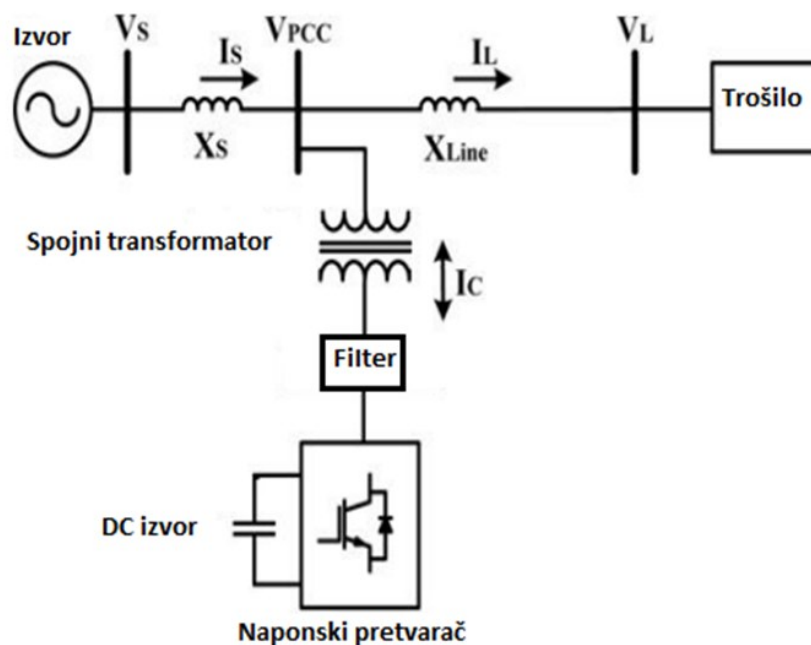 Izvor
VS
IS
VPCC
IL
VL
Trošilo
XS
XLine
Spojni transformator
IC
Filter
DC izvor
Naponski pretvarač